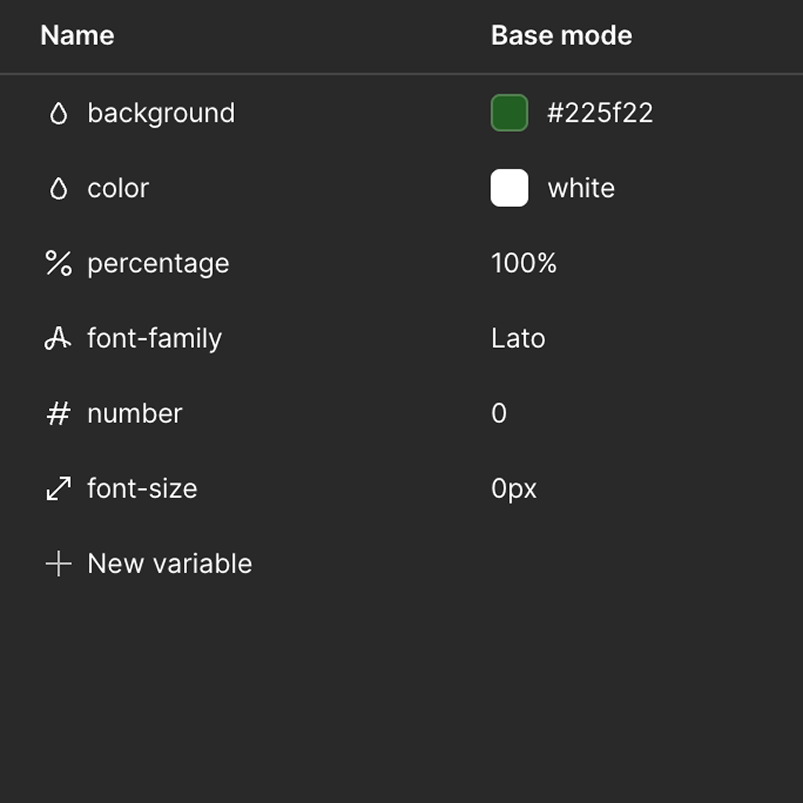 Name Base mode
background #225f22
color white
percentage 100%
font-family Lato
number 0
font-size 0px
New variable